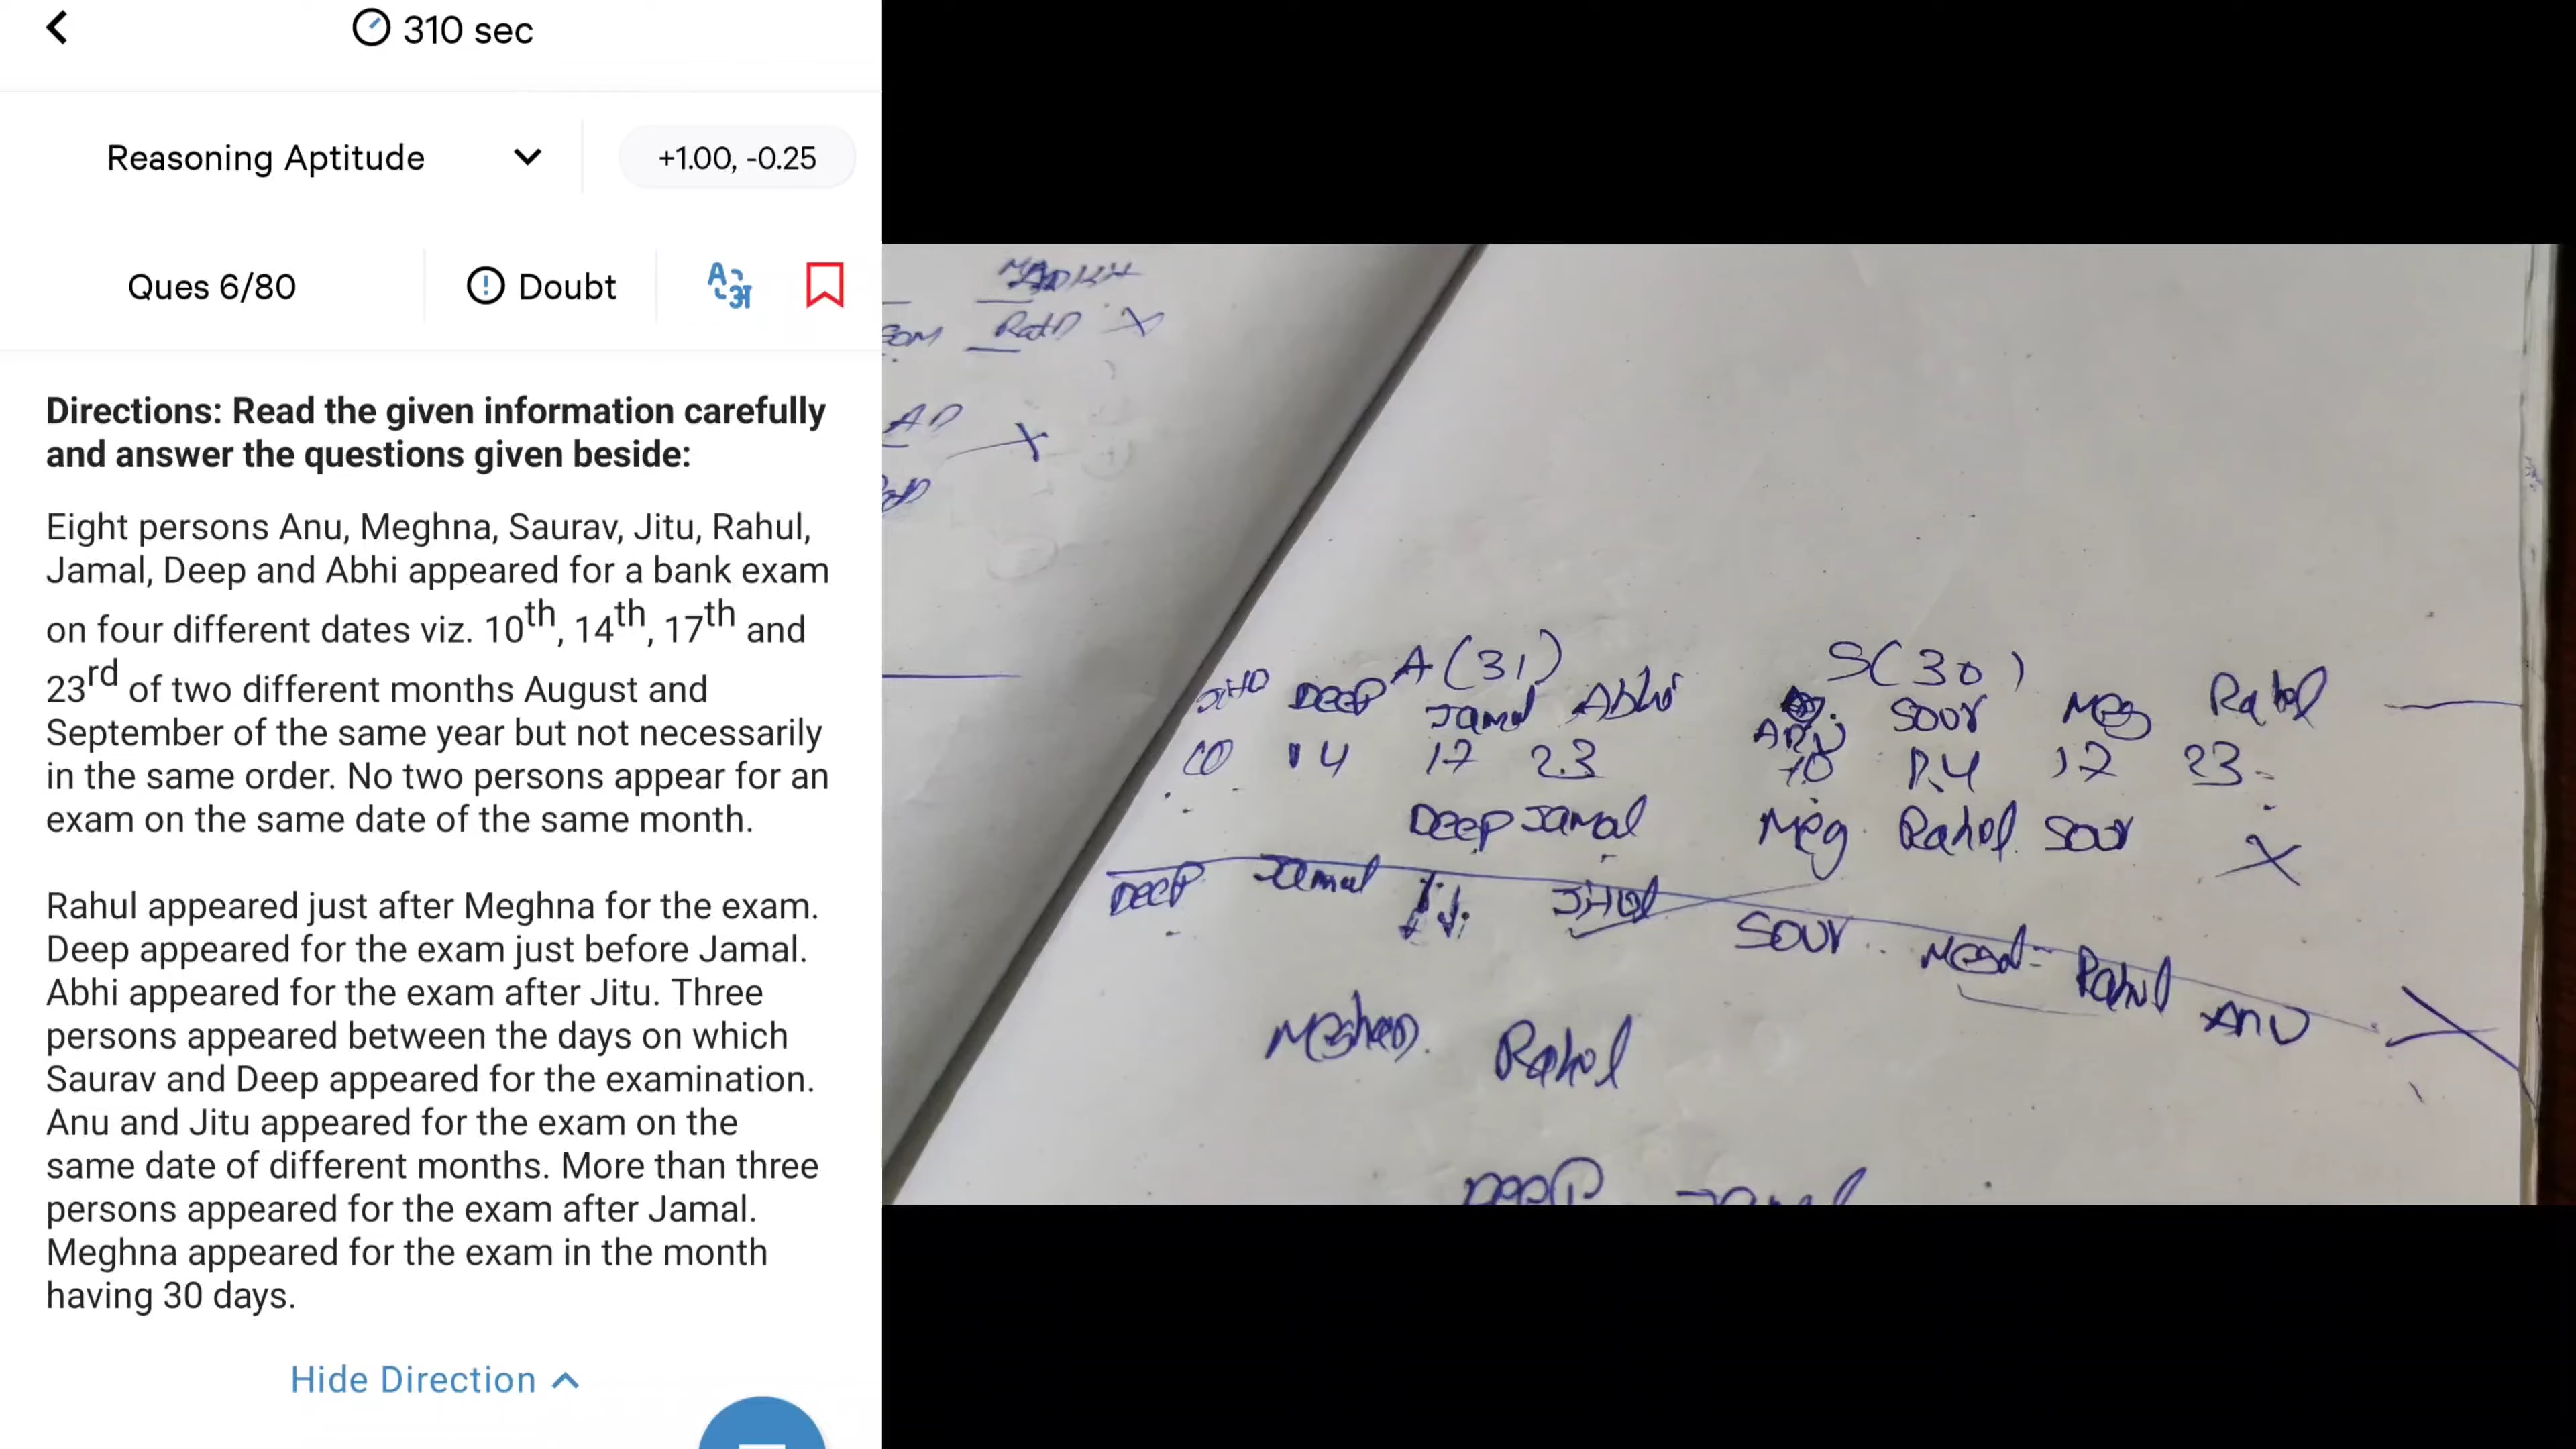 310 sec
Reasoning Aptitude
+1.00, -0.25
Ques 6/80
Doubt
A अ
Directions: Read the given information carefully
and answer the questions given beside:
Eight persons Anu, Meghna, Saurav, Jitu, Rahul,
Jamal, Deep and Abhi appeared for a bank exam
on four different dates viz. 10th, 14th, 17th and
23rd of two different months August and
September of the same year but not necessarily
in the same order. No two persons appear for an
exam on the same date of the same month.
Rahul appeared just after Meghna for the exam.
Deep appeared for the exam just before Jamal.
Abhi appeared for the exam after Jitu. Three
persons appeared between the days on which
Saurav and Deep appeared for the examination.
Anu and Jitu appeared for the exam on the
same date of different months. More than three
persons appeared for the exam after Jamal.
Meghna appeared for the exam in the month
having 30 days.
Hide Direction
A(31) S(30)
Deep Jamal Abhi Sour Meg Rahul
Anu
10 14 17 23 10 14 17 23
Deep Jamal Meg Rahul Sour X
Deep Jamal Sour Rahul Anu X
Rahul
Deep